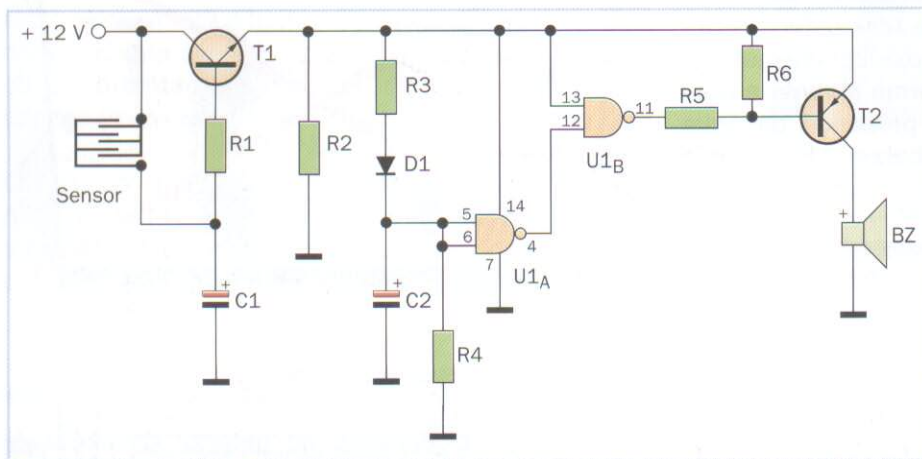 + 12 V
T1
R3
R6
13
12
11
R5
T2
R1
R2
D1
U1B
Sensor
5
6
14
4
7
U1A
+
BZ
+
C1
+
C2
R4